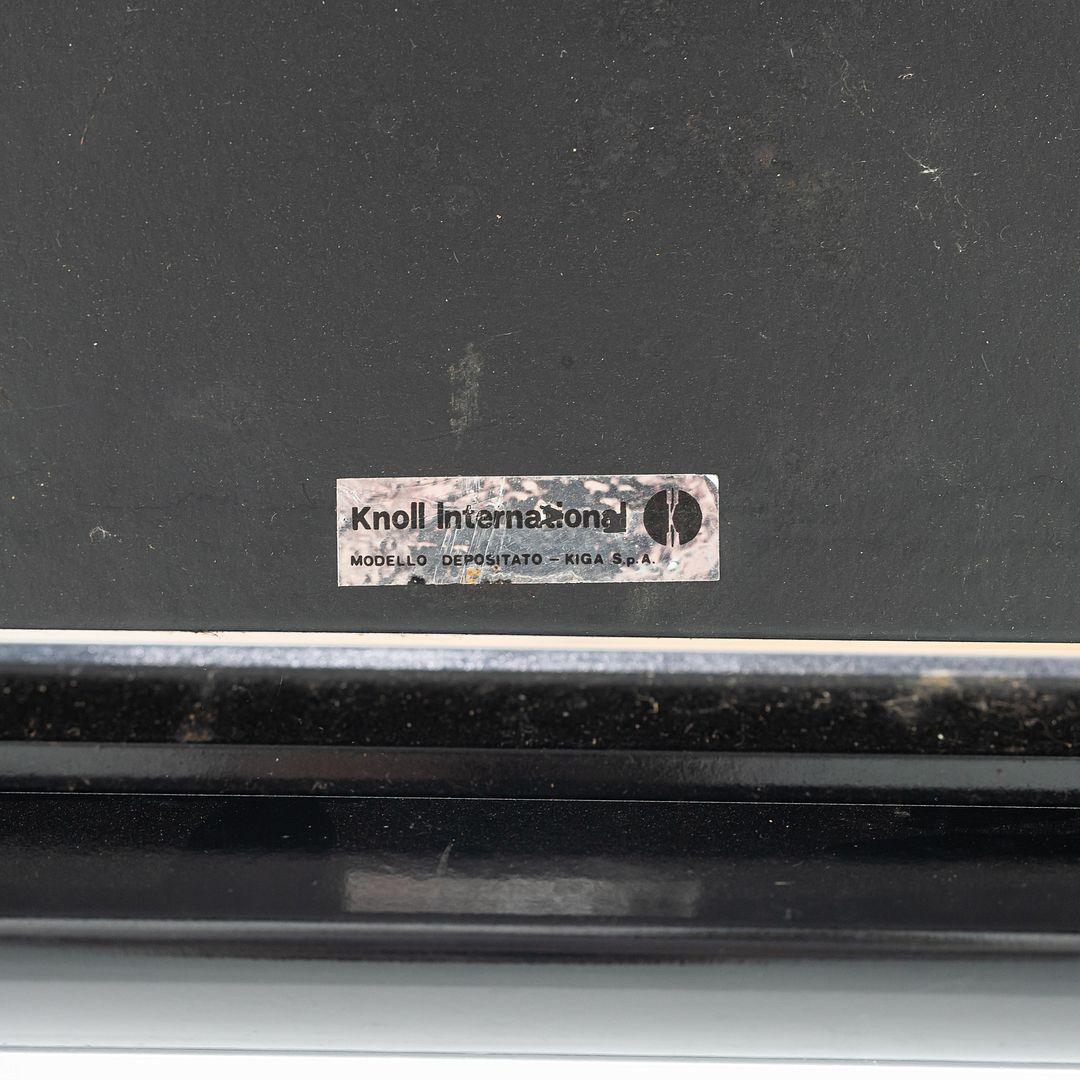 Knoll International K
MODELLO DEPOSITATO – KIGA S.p.A.